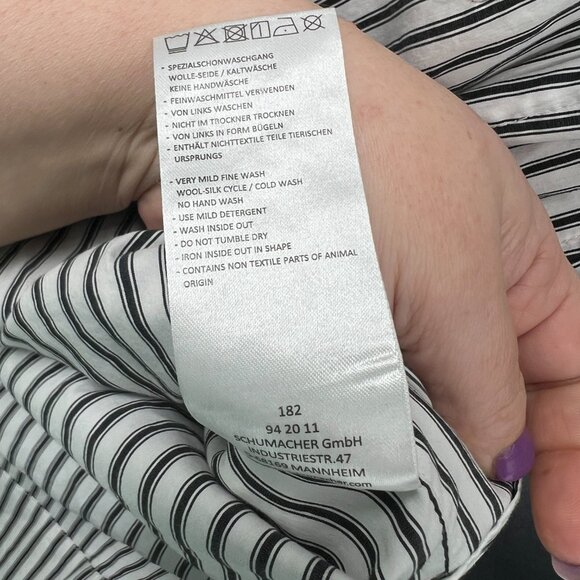 - SPEZIALSCHONWASCHGANG
WOLLE-SEIDE / KALTWÄSCHE
KEINE HANDWÄSCHE
- FEINWASCHMITTEL VERWENDEN
- VON LINKS WASCHEN
- NICHT IM TROCKNER TROCKNEN
- VON LINKS IN FORM BÜGELN
- ENTHÄLT NICHTTEXTILE TEILE TIERISCHEN
URSPRUNGS
- VERY MILD FINE WASH
WOOL-SILK CYCLE / COLD WASH
NO HAND WASH
- USE MILD DETERGENT
- WASH INSIDE OUT
- DO NOT TUMBLE DRY
- IRON INSIDE OUT IN SHAPE
- CONTAINS NON TEXTILE PARTS OF ANIMAL
ORIGIN
182
94 20 11
SCHUMACHER GmbH
INDUSTRIESTR.47
68169 MANNHEIM